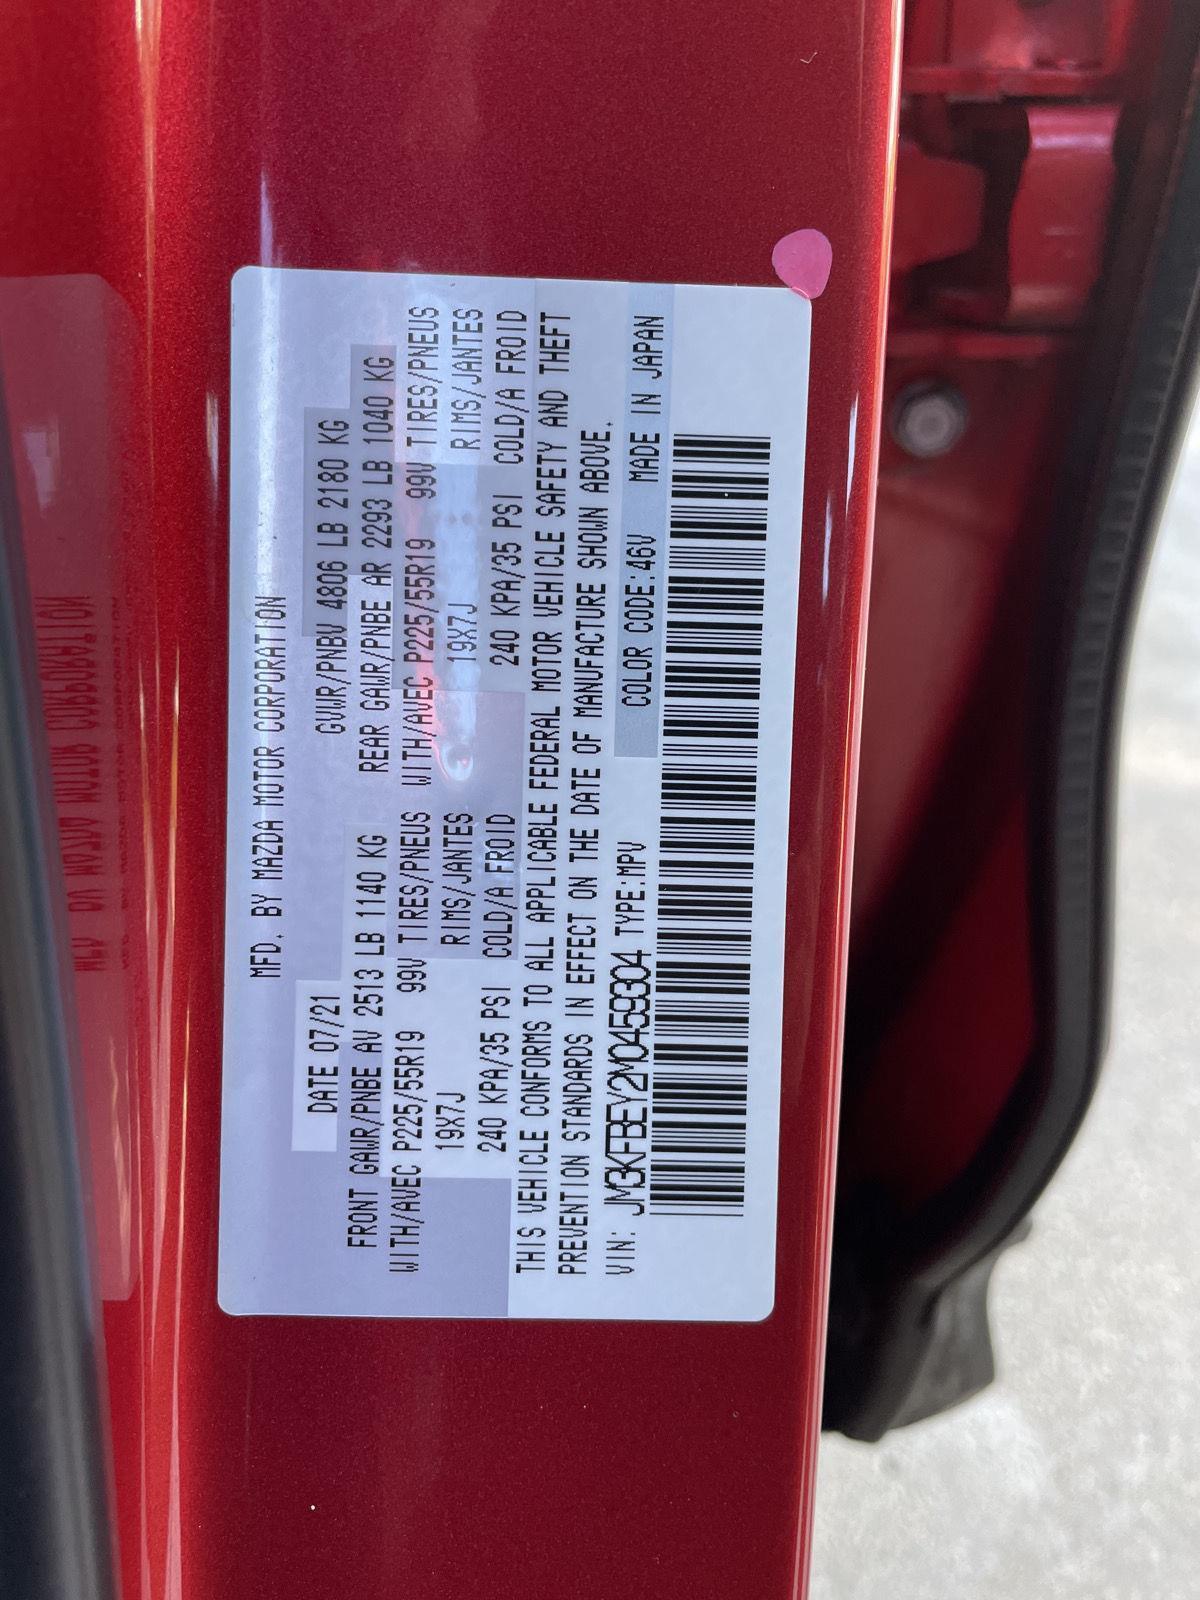 MFD. BY MAZDA MOTOR CORPORATION
DATE 07/21 GVWR/PNBV 4806 LB 2180 KG
FRONT GAWR/PNBE AV 2513 LB 1140 KG REAR GAWR/PNBE AR 2293 LB 1040 KG
WITH/AVEC P225/55R19 99V TIRES/PNEUS WITH/AVEC P225/55R19 99V TIRES/PNEUS
19X7J RIMS/JANTES 19X7J RIMS/JANTES
240 KPA/35 PSI COLD/A FROID 240 KPA/35 PSI COLD/A FROID
THIS VEHICLE CONFORMS TO ALL APPLICABLE FEDERAL MOTOR VEHICLE SAFETY AND THEFT
PREVENTION STANDARDS IN EFFECT ON THE DATE OF MANUFACTURE SHOWN ABOVE.
VIN: JM3KFBEY2M0459304 TYPE:MPV COLOR CODE:46V MADE IN JAPAN